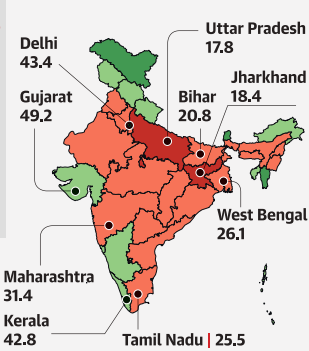 Uttar Pradesh
17.8
Delhi
43.4
Jharkhand
18.4
Gujarat
49.2
Bihar
20.8
West Bengal
26.1
Maharashtra
31.4
Kerala
42.8
Tamil Nadu | 25.5